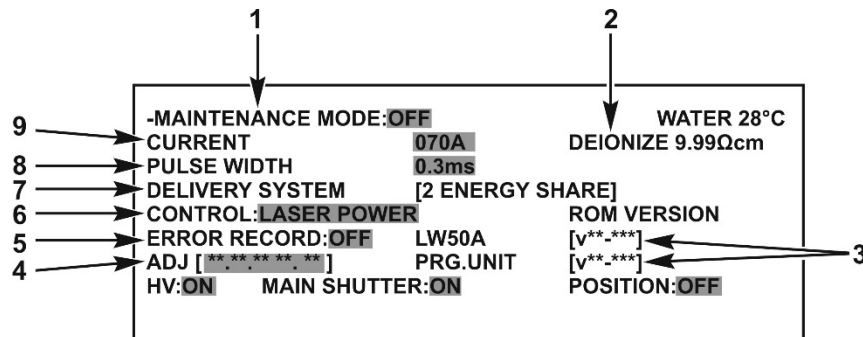 1 2
-MAINTENANCE MODE:OFF WATER 28°C
9 CURRENT 070A DEIONIZE 9.99Ωcm
8 PULSE WIDTH 0.3ms
7 DELIVERY SYSTEM [2 ENERGY SHARE]
6 CONTROL:LASER POWER ROM VERSION
5 ERROR RECORD:OFF LW50A [v**-***]
4 ADJ [ **.**.** **. ** ] PRG.UNIT [v**-***] 3
HV:ON MAIN SHUTTER:ON POSITION:OFF